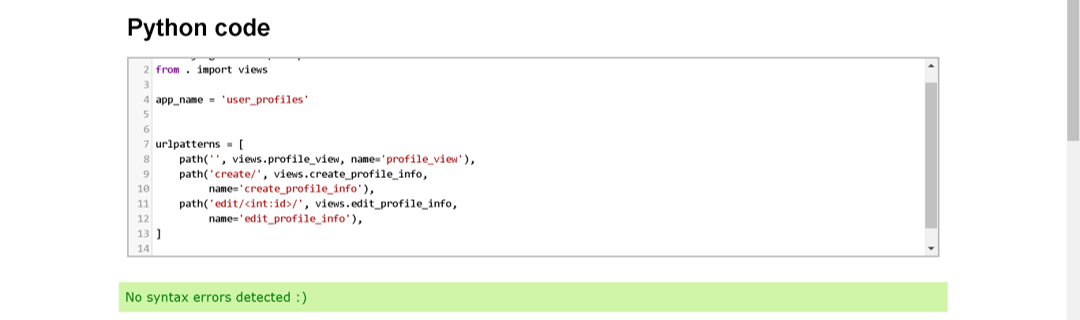 Python code
2 from . import views
3
4 app_name = 'user_profiles'
5
6
7 urlpatterns = [
8 path('', views.profile_view, name='profile_view'),
9 path('create/', views.create_profile_info,
10 name='create_profile_info'),
11 path('edit/<int:id>/', views.edit_profile_info,
12 name='edit_profile_info'),
13 ]
14
No syntax errors detected :)